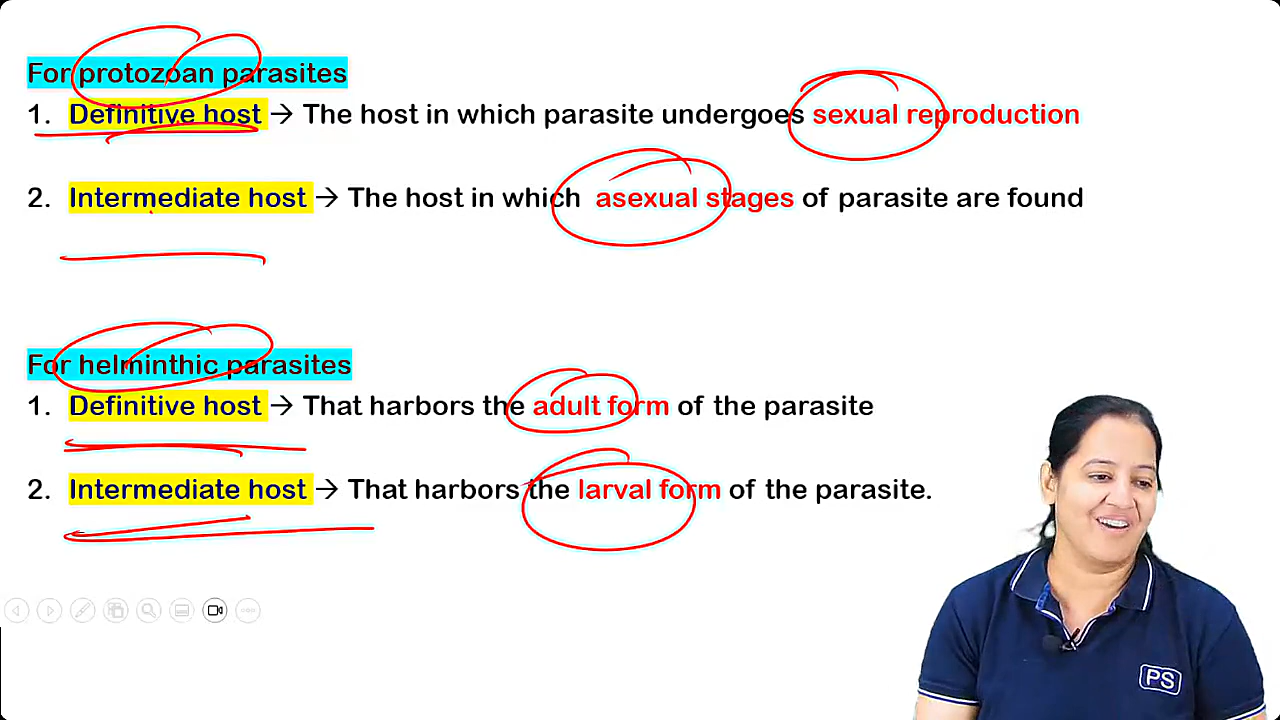 For protozoan parasites
1. Definitive host → The host in which parasite undergoes sexual reproduction
2. Intermediate host → The host in which asexual stages of parasite are found
For helminthic parasites
1. Definitive host → That harbors the adult form of the parasite
2. Intermediate host → That harbors the larval form of the parasite.
PS